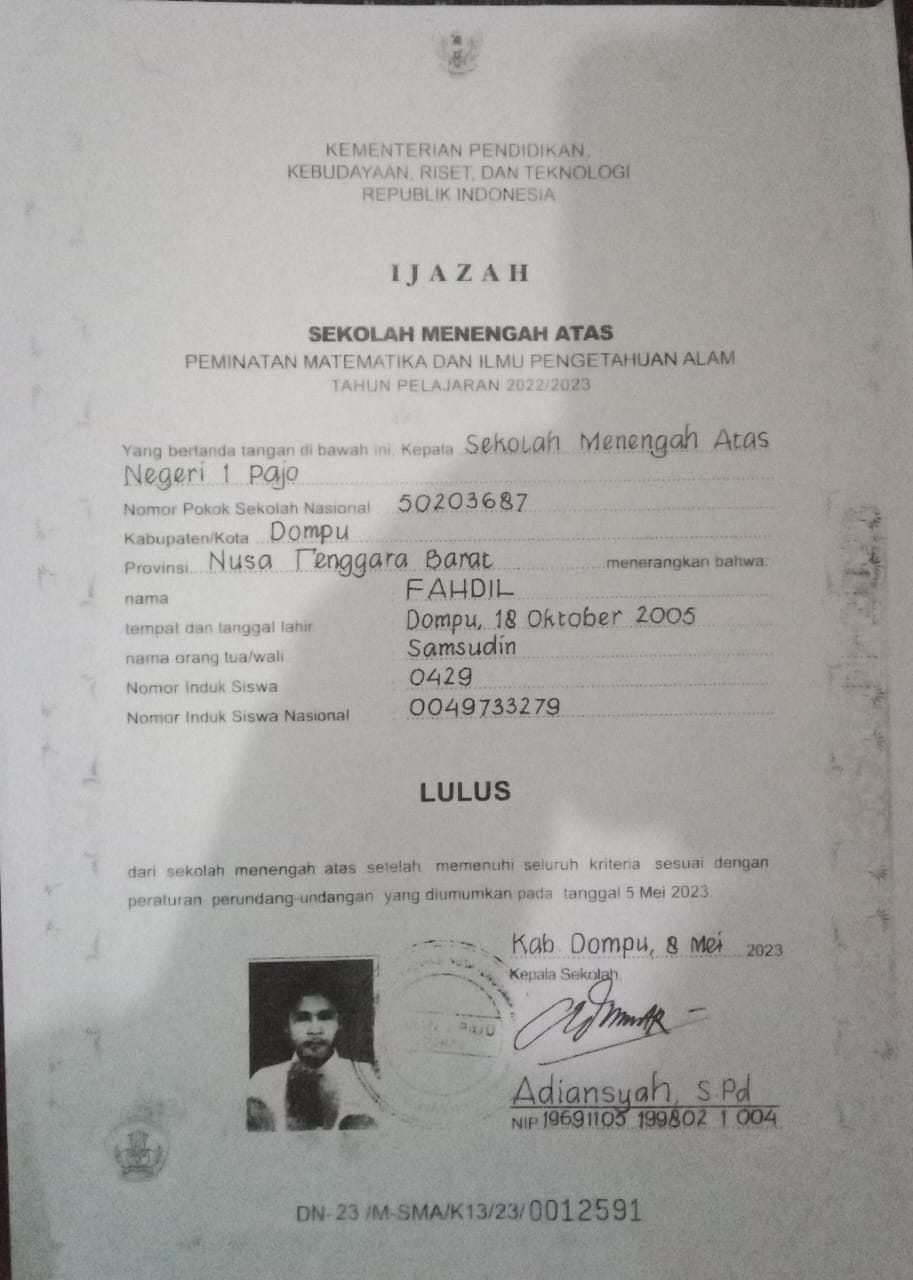 KEMENTERIAN PENDIDIKAN,
KEBUDAYAAN, RISET, DAN TEKNOLOGI
REPUBLIK INDONESIA
IJAZAH
SEKOLAH MENENGAH ATAS
PEMINATAN MATEMATIKA DAN ILMU PENGETAHUAN ALAM
TAHUN PELAJARAN 2022/2023
Yang bertanda tangan di bawah ini, Kepala Sekolah Menengah Atas
Negeri 1 Pajo
Nomor Pokok Sekolah Nasional : 50203687
Kabupaten/Kota Dompu
Provinsi Nusa Tenggara Barat menerangkan bahwa:
nama FAHDIL
tempat dan tanggal lahir Dompu, 18 Oktober 2005
nama orang tua/wali Samsudin
Nomor Induk Siswa 0429
Nomor Induk Siswa Nasional 0049733279
LULUS
dari sekolah menengah atas setelah memenuhi seluruh kriteria sesuai dengan
peraturan perundang-undangan yang diumumkan pada tanggal 5 Mei 2023.
Kab. Dompu, 8 Mei 2023
Kepala Sekolah,
PAJO
Adiansyah, S.Pd
NIP 19691103 199802 1 004
DN-23 /M-SMA/K13/23/0012591